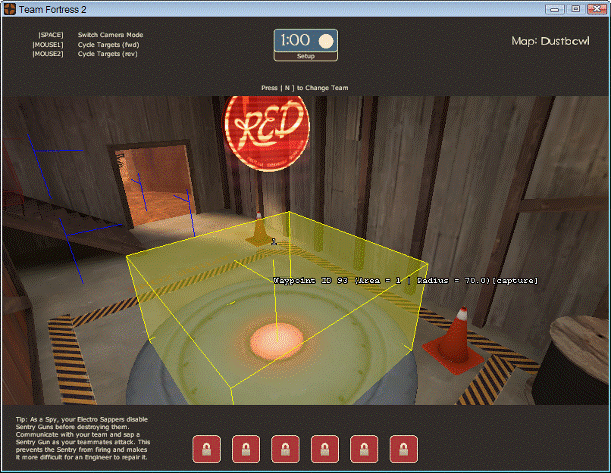 Team Fortress 2
[SPACE] Switch Camera Mode
[MOUSE1] Cycle Targets (fwd)
[MOUSE2] Cycle Targets (rev)
1:00
Setup
Map: Dustbowl
Press [ N ] to Change Team
RED
Waypoint ID 93 (Area = 1 | Radius = 70.0)[capture]
Tip: As a Spy, your Electro Sappers disable
Sentry Guns before destroying them.
Communicate with your team and sap a
Sentry Gun as your teammates attack. This
prevents the Sentry from firing and makes
it more difficult for an Engineer to repair it.